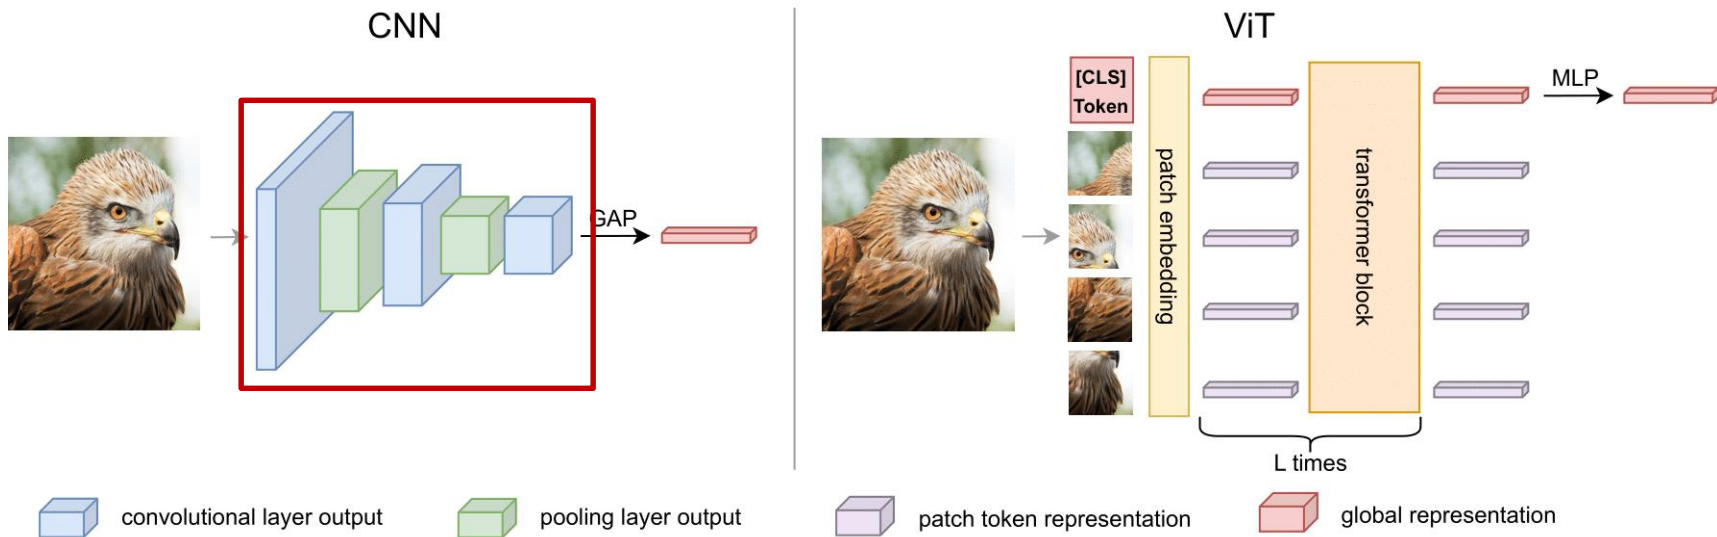 CNN
ViT
GAP
[CLS]
Token
patch embedding
transformer block
MLP
L times
convolutional layer output
pooling layer output
patch token representation
global representation